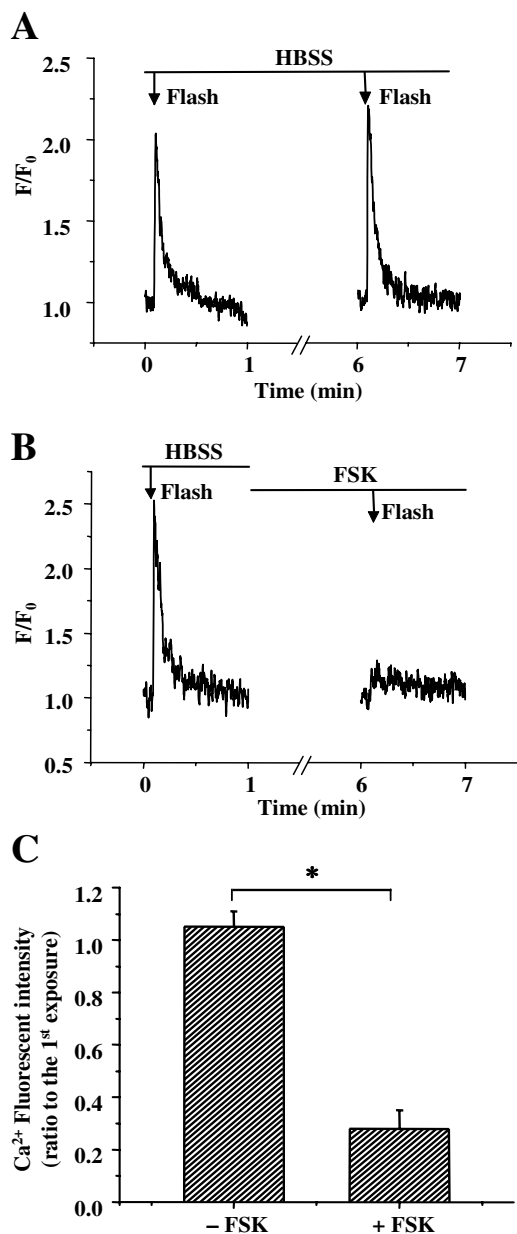 A
HBSS
Flash
Flash
2.5
2.0
1.5
1.0
F/F₀
0
1
6
7
Time (min)
B
HBSS
FSK
Flash
Flash
2.5
2.0
1.5
1.0
0.5
F/F₀
0
1
6
7
Time (min)
C
*
1.2
1.0
0.8
0.6
0.4
0.2
0.0
Ca²⁺ Fluorescent intensity
(ratio to the 1ˢᵗ exposure)
– FSK
+ FSK